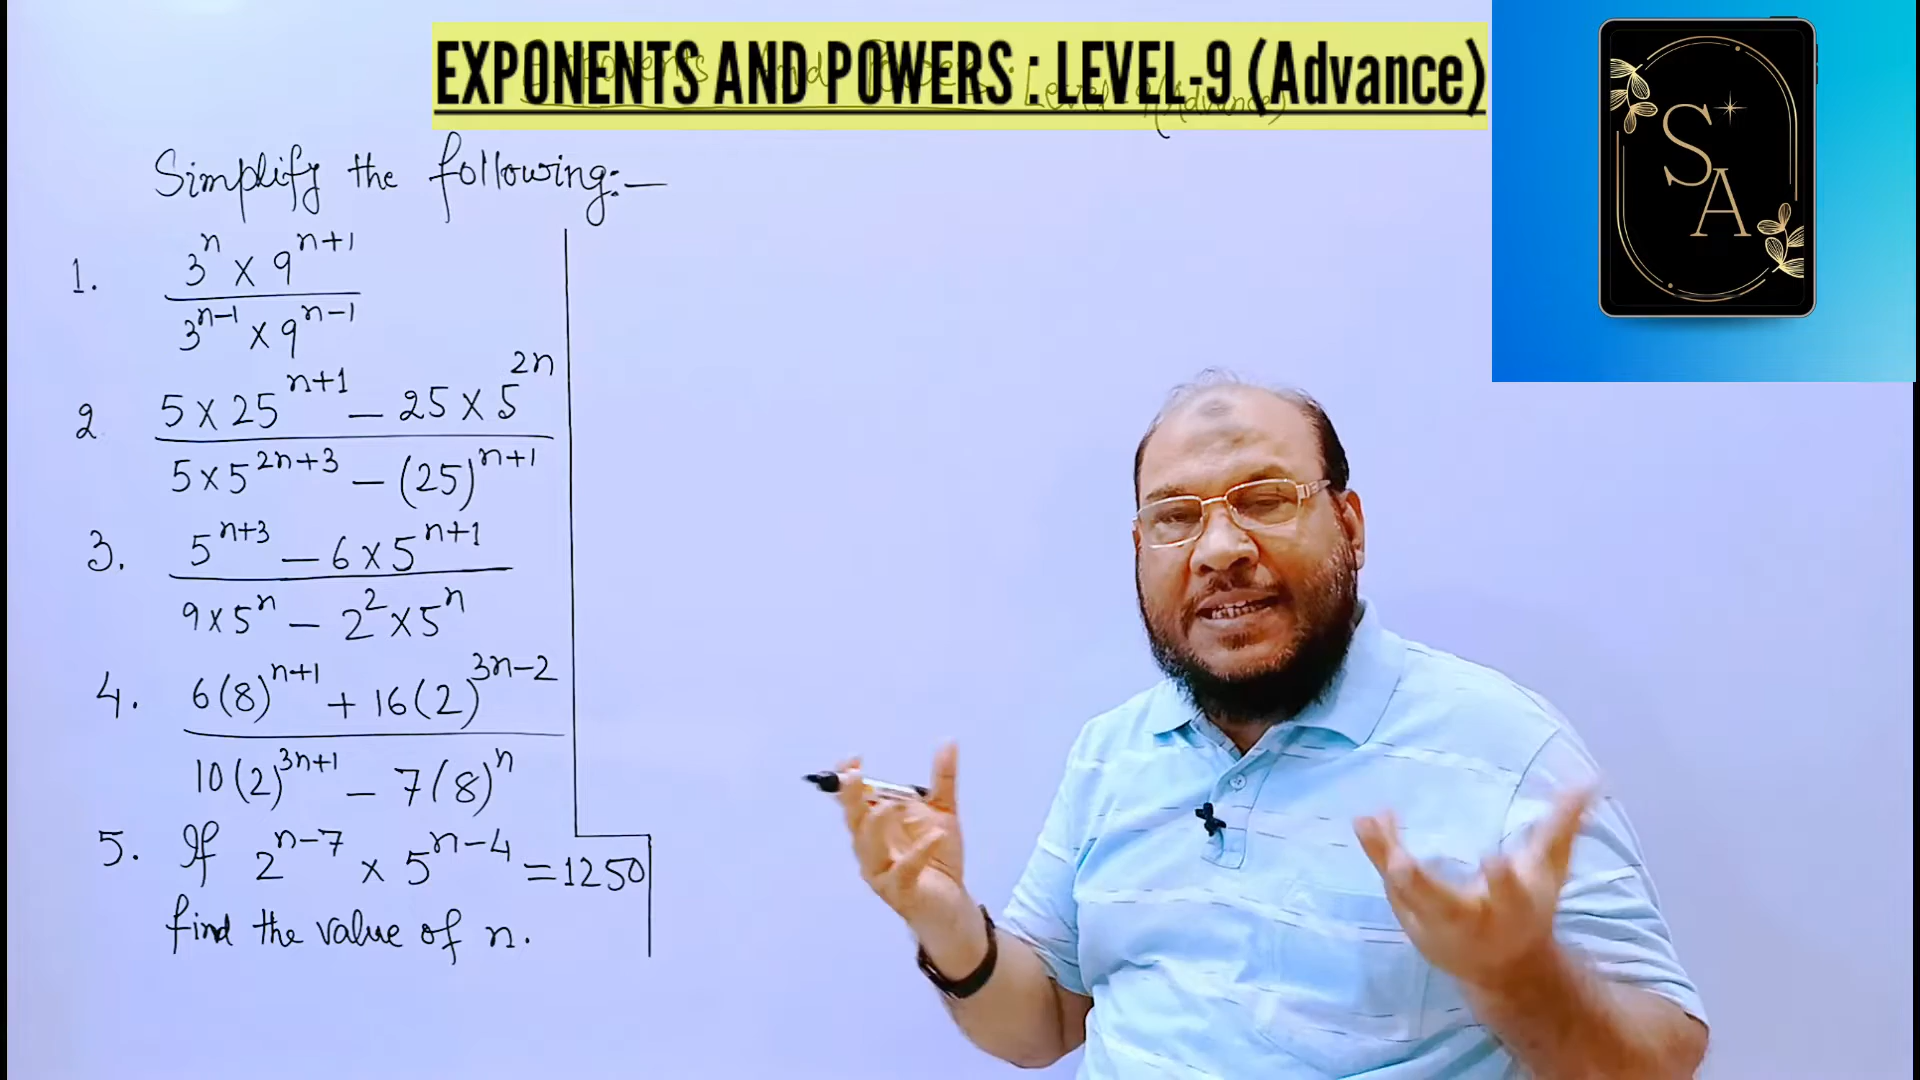 EXPONENTS AND POWERS : LEVEL-9 (Advance)
S A
Simplify the following:—
1. 3^n × 9^(n+1) / 3^(n-1) × 9^(n-1)
2 5×25^(n+1) – 25×5^(2n) / 5×5^(2n+3) – (25)^(n+1)
3. 5^(n+3) – 6×5^(n+1) / 9×5^n – 2^2×5^n
4. 6(8)^(n+1) + 16(2)^(3n-2) / 10(2)^(3n+1) – 7(8)^n
5. If 2^(n-7) × 5^(n-4) = 1250
find the value of n.